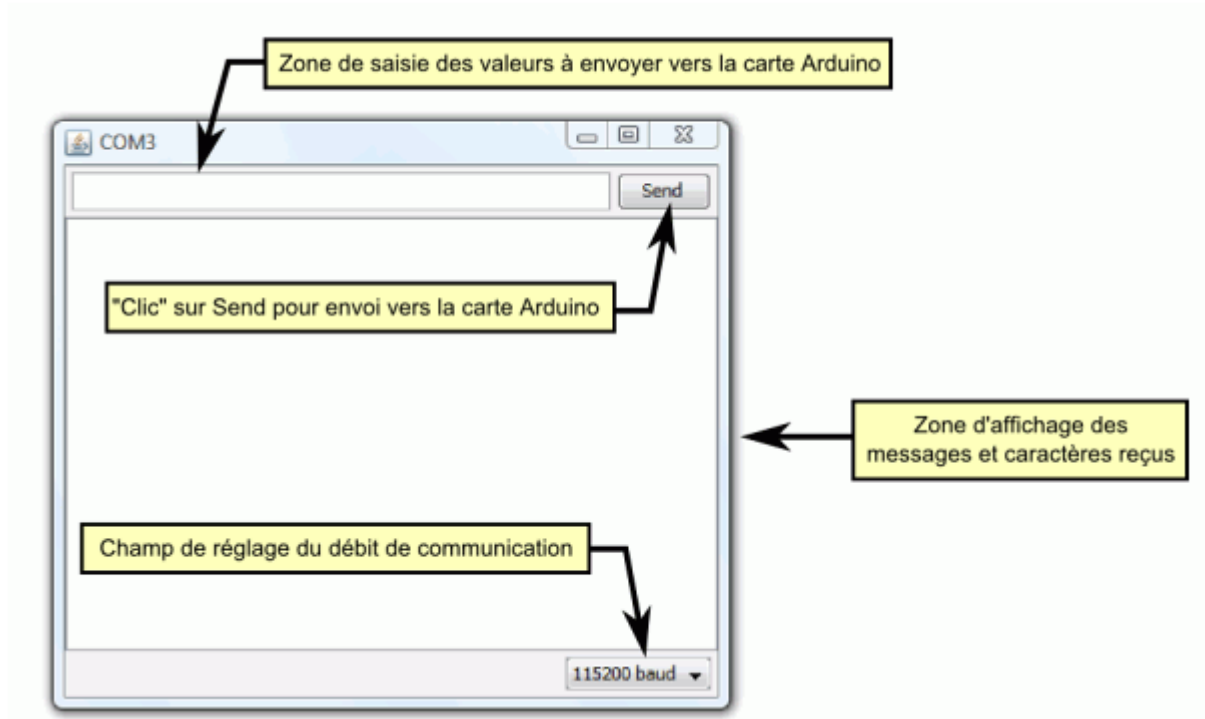 Zone de saisie des valeurs à envoyer vers la carte Arduino
COM3
Send
"Clic" sur Send pour envoi vers la carte Arduino
Zone d'affichage des
messages et caractères reçus
Champ de réglage du débit de communication
115200 baud